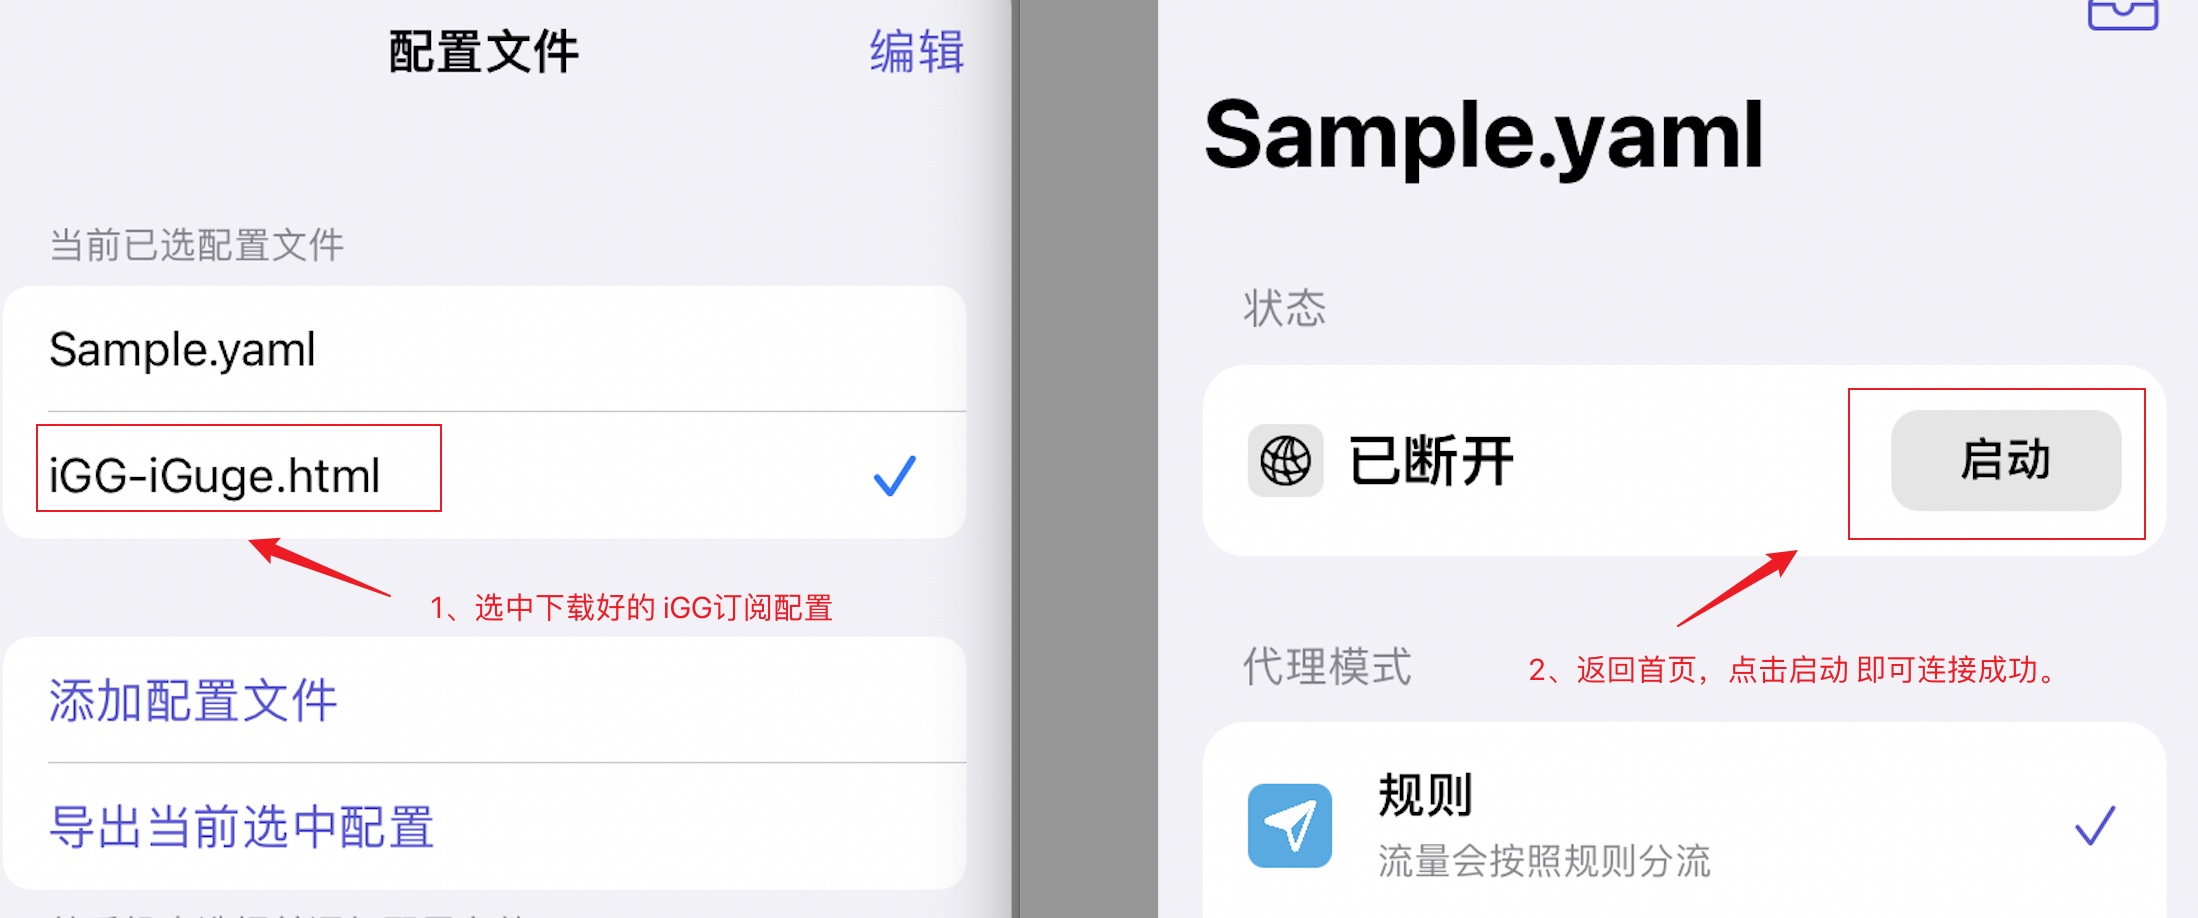 配置文件
编辑
当前已选配置文件
Sample.yaml
iGG-iGuge.html
1、选中下载好的 iGG订阅配置
添加配置文件
导出当前选中配置
Sample.yaml
状态
已断开
启动
2、返回首页，点击启动 即可连接成功。
代理模式
规则
流量会按照规则分流